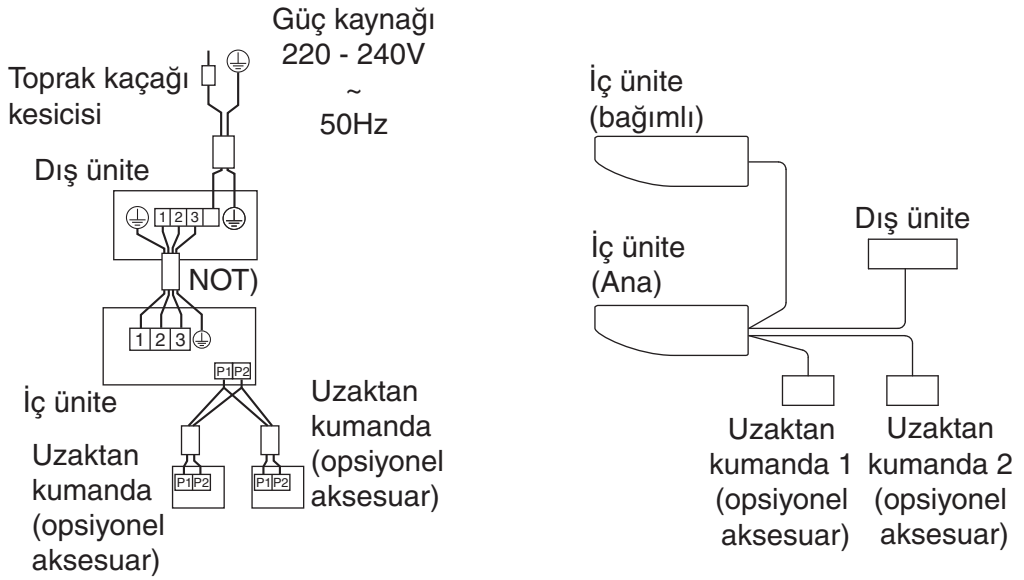 Güç kaynağı
220 - 240V
~
50Hz
Toprak kaçağı
kesicisi
Dış ünite
1 2 3
NOT)
1 2 3
P1 P2
İç ünite
Uzaktan
kumanda
(opsiyonel
aksesuar)
P1 P2
P1 P2
Uzaktan
kumanda
(opsiyonel
aksesuar)
İç ünite
(bağımlı)
İç ünite
(Ana)
Dış ünite
Uzaktan
kumanda 1
(opsiyonel
aksesuar)
Uzaktan
kumanda 2
(opsiyonel
aksesuar)